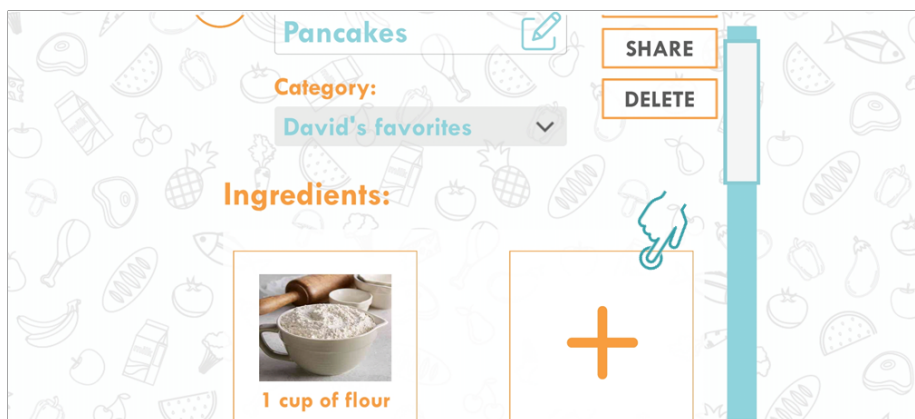 Pancakes
SHARE
Category:
DELETE
David's favorites
Ingredients:
1 cup of flour